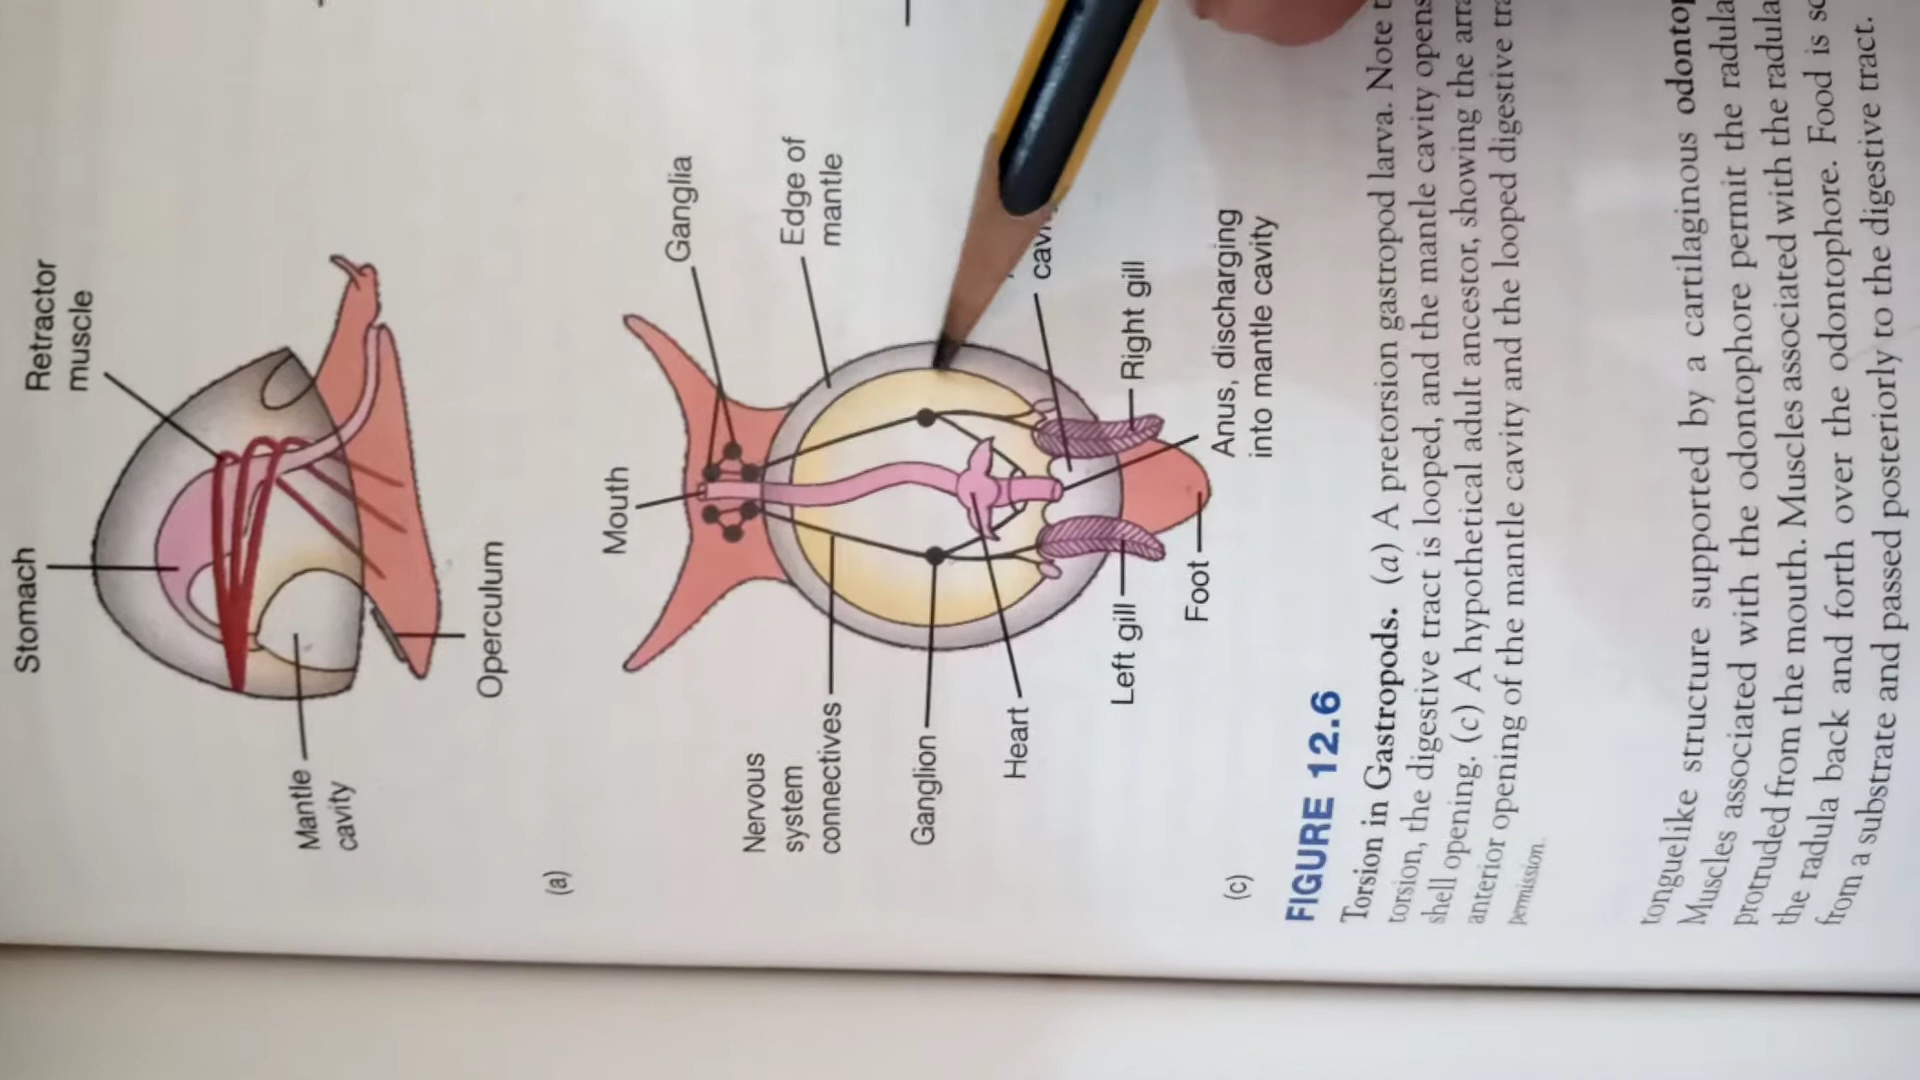 Stomach
Retractor
muscle
Mantle
cavity
Operculum
(a)
Mouth
Ganglia
Edge of
mantle
Nervous
system
connectives
Ganglion
Heart
Left gill
Right gill
Foot
Anus, discharging
into mantle cavity
(c)
FIGURE 12.6
Torsion in Gastropods. (a) A pretorsion gastropod larva. Note
torsion, the digestive tract is looped, and the mantle cavity opens
shell opening. (c) A hypothetical adult ancestor, showing the
anterior opening of the mantle cavity and the looped digestive
permission.
tonguelike structure supported by a cartilaginous
Muscles associated with the odontophore permit the radula
protruded from the mouth. Muscles associated with the radula
the radula back and forth over the odontophore. Food is
from a substrate and passed posteriorly to the digestive tract.